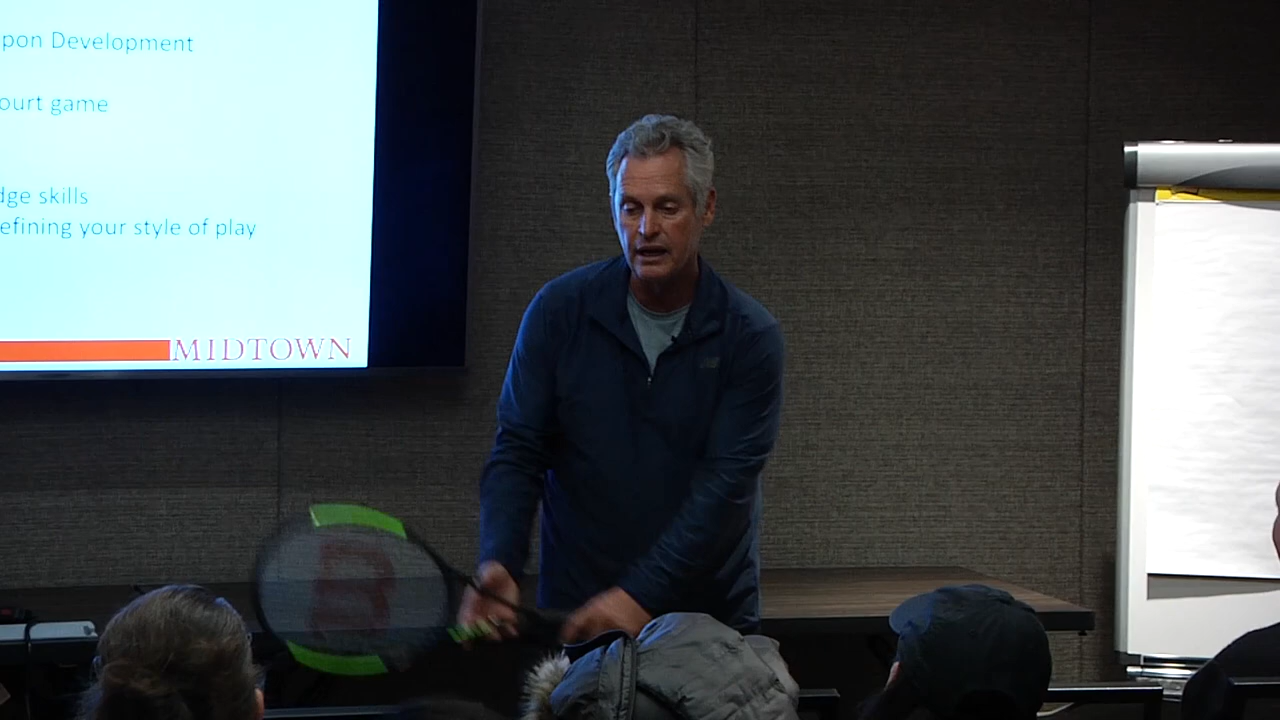 pon Development
ourt game
dge skills
efining your style of play
MIDTOWN